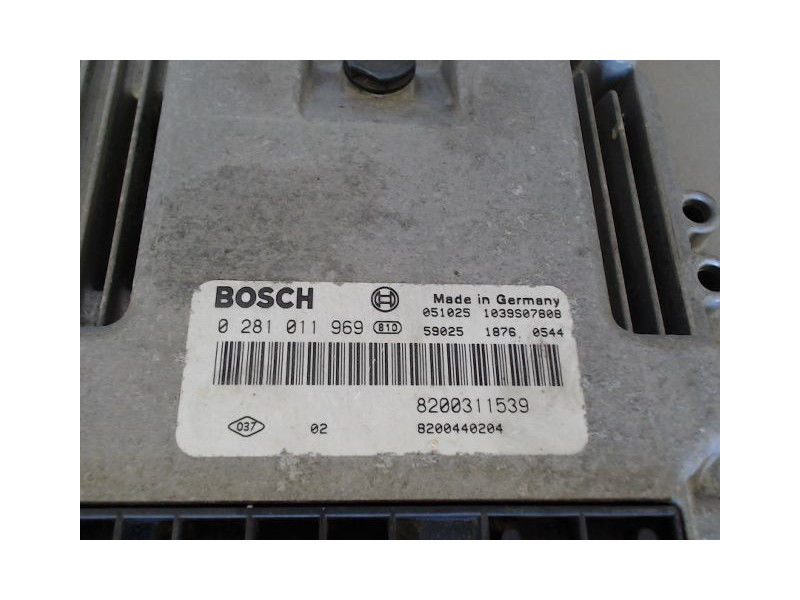 BOSCH
Made in Germany
051025 1039S07808
0 281 011 969 810
59025 1876 0544
8200311539
037 02 8200440204